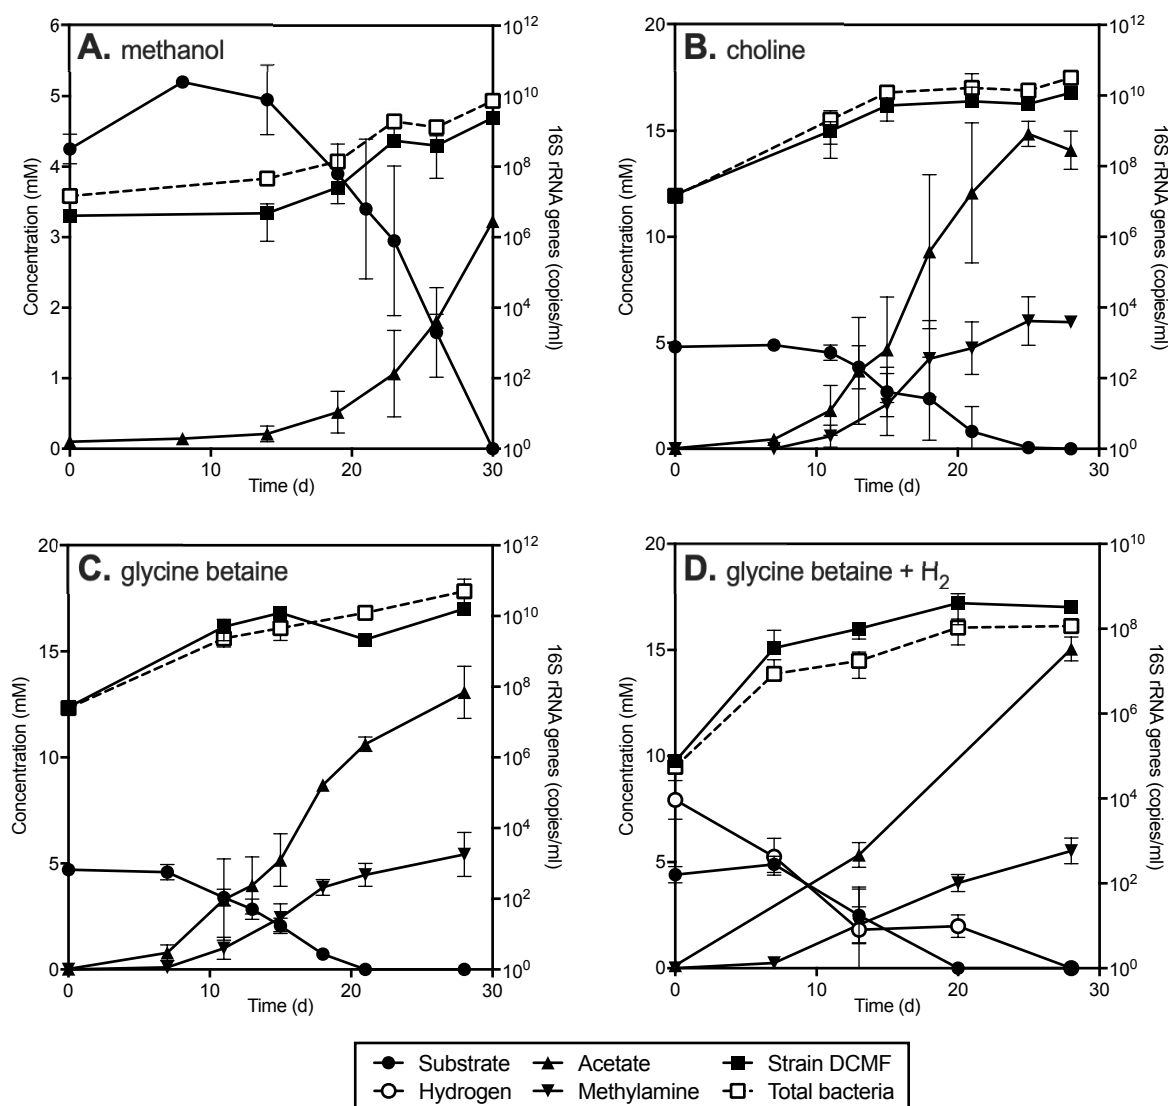 A. methanol
6
5
4
3
2
1
0
Concentration (mM)
0 10 20 30
Time (d)
10^12
10^10
10^8
10^6
10^4
10^2
10^0
16S rRNA genes (copies/ml)
B. choline
20
15
10
5
0
Concentration (mM)
0 10 20 30
Time (d)
10^12
10^10
10^8
10^6
10^4
10^2
10^0
16S rRNA genes (copies/ml)
C. glycine betaine
20
15
10
5
0
Concentration (mM)
0 10 20 30
Time (d)
10^12
10^10
10^8
10^6
10^4
10^2
10^0
16S rRNA genes (copies/ml)
D. glycine betaine + H₂
20
15
10
5
0
Concentration (mM)
0 10 20 30
Time (d)
10^10
10^8
10^6
10^4
10^2
10^0
16S rRNA genes (copies/ml)
Substrate Acetate Strain DCMF
Hydrogen Methylamine Total bacteria